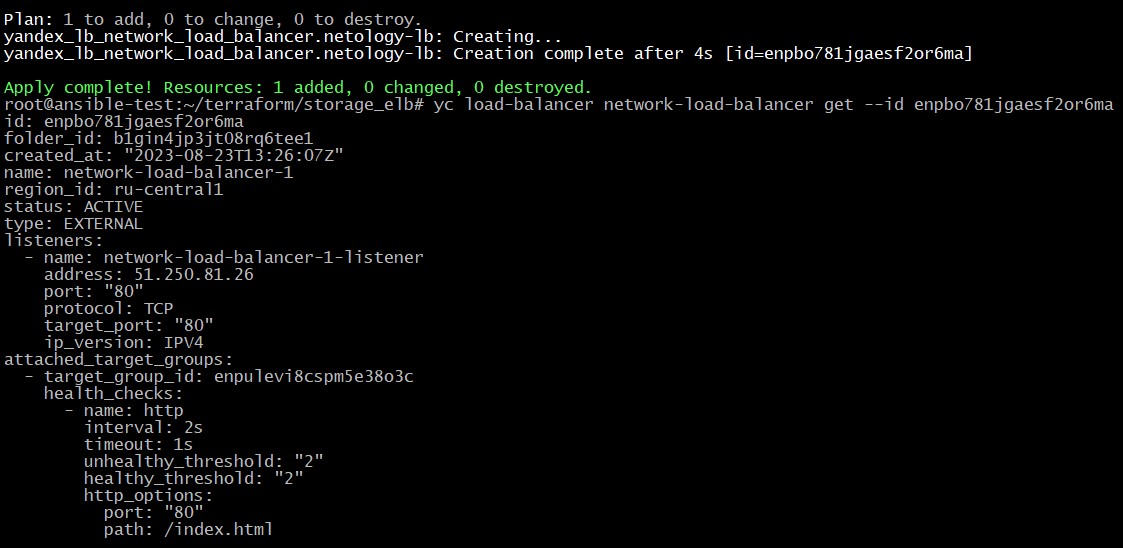 Plan: 1 to add, 0 to change, 0 to destroy.
yandex_lb_network_load_balancer.netology-lb: Creating...
yandex_lb_network_load_balancer.netology-lb: Creation complete after 4s [id=enpbo781jgaesf2or6ma]

Apply complete! Resources: 1 added, 0 changed, 0 destroyed.
root@ansible-test:~/terraform/storage_elb# yc load-balancer network-load-balancer get --id enpbo781jgaesf2or6ma
id: enpbo781jgaesf2or6ma
folder_id: b1gin4jp3jt08rq6tee1
created_at: "2023-08-23T13:26:07Z"
name: network-load-balancer-1
region_id: ru-central1
status: ACTIVE
type: EXTERNAL
listeners:
  - name: network-load-balancer-1-listener
    address: 51.250.81.26
    port: "80"
    protocol: TCP
    target_port: "80"
    ip_version: IPV4
attached_target_groups:
  - target_group_id: enpulevi8cspm5e38o3c
    health_checks:
      - name: http
        interval: 2s
        timeout: 1s
        unhealthy_threshold: "2"
        healthy_threshold: "2"
        http_options:
          port: "80"
          path: /index.html